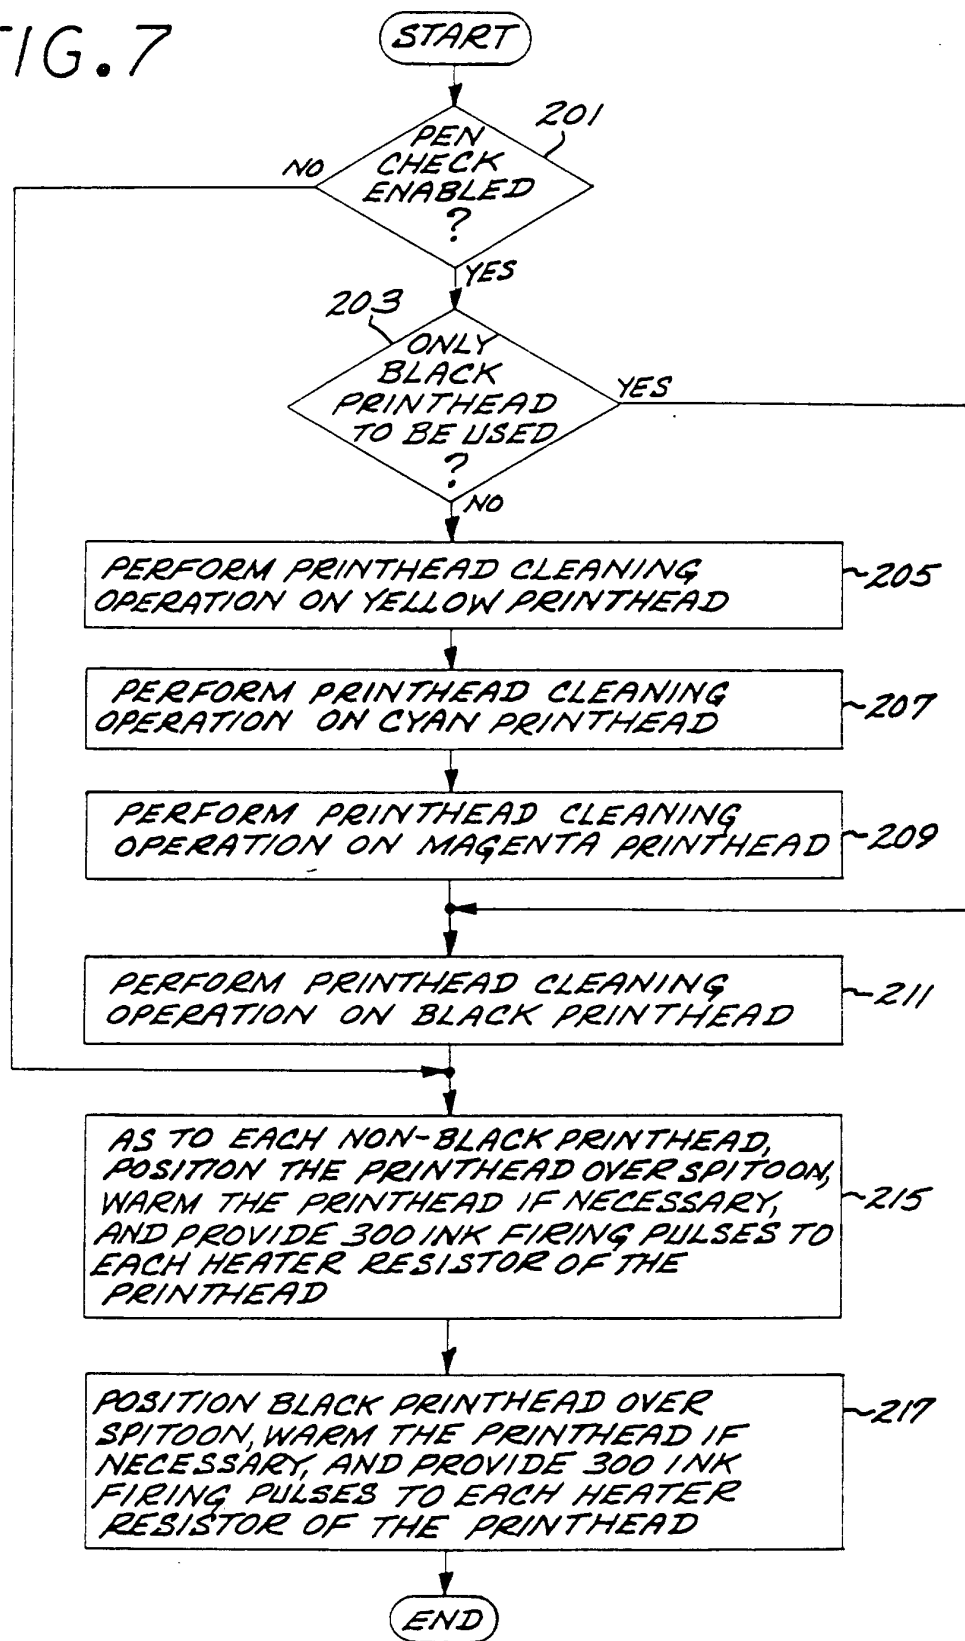 FIG.7
START
201
PEN
CHECK
ENABLED
?
NO
YES
203
ONLY
BLACK
PRINTHEAD
TO BE USED
?
YES
NO
PERFORM PRINTHEAD CLEANING
OPERATION ON YELLOW PRINTHEAD
205
PERFORM PRINTHEAD CLEANING
OPERATION ON CYAN PRINTHEAD
207
PERFORM PRINTHEAD CLEANING
OPERATION ON MAGENTA PRINTHEAD
209
PERFORM PRINTHEAD CLEANING
OPERATION ON BLACK PRINTHEAD
211
AS TO EACH NON-BLACK PRINTHEAD,
POSITION THE PRINTHEAD OVER SPITOON,
WARM THE PRINTHEAD IF NECESSARY,
AND PROVIDE 300 INK FIRING PULSES TO
EACH HEATER RESISTOR OF THE
PRINTHEAD
215
POSITION BLACK PRINTHEAD OVER
SPITOON, WARM THE PRINTHEAD IF
NECESSARY, AND PROVIDE 300 INK
FIRING PULSES TO EACH HEATER
RESISTOR OF THE PRINTHEAD
217
END